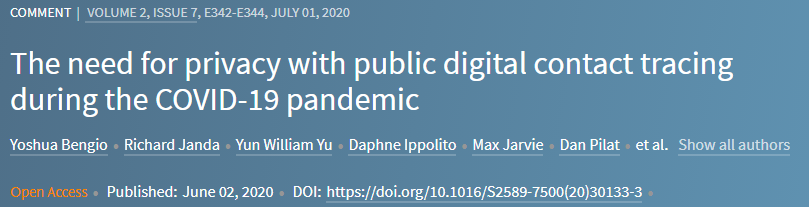 COMMENT | VOLUME 2, ISSUE 7, E342-E344, JULY 01, 2020
The need for privacy with public digital contact tracing
during the COVID-19 pandemic
Yoshua Bengio • Richard Janda • Yun William Yu • Daphne Ippolito • Max Jarvie • Dan Pilat • et al. Show all authors
Open Access • Published: June 02, 2020 • DOI: https://doi.org/10.1016/S2589-7500(20)30133-3 •